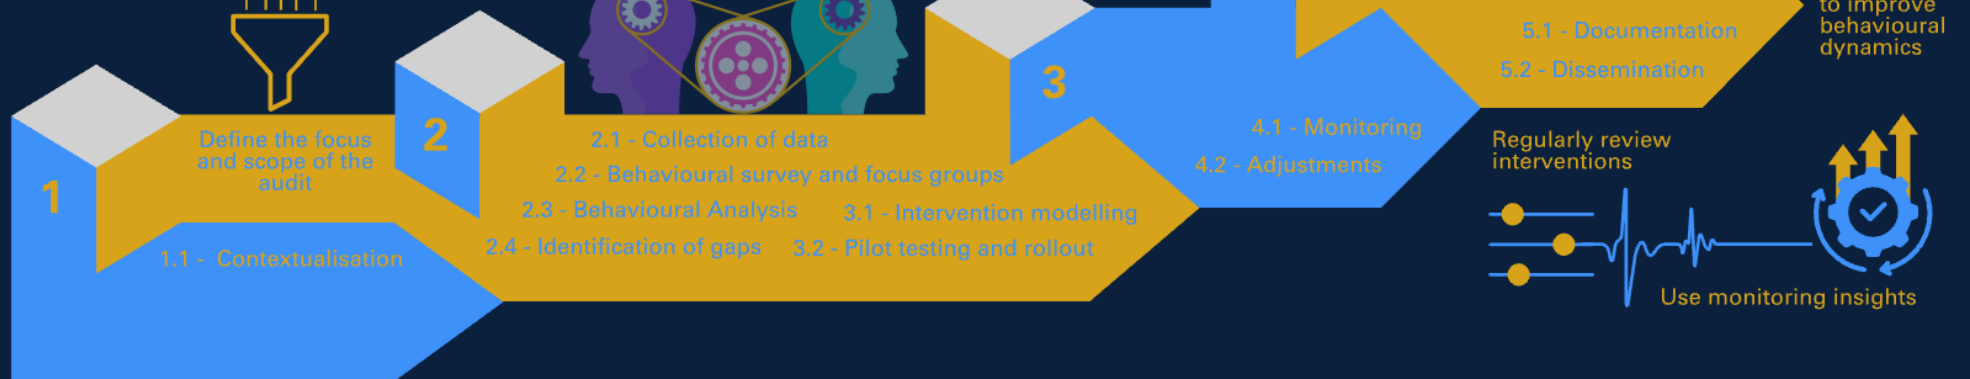 1
Define the focus
and scope of the
audit
1.1 - Contextualisation
2
2.1 - Collection of data
2.2 - Behavioural survey and focus groups
2.3 - Behavioural Analysis
2.4 - Identification of gaps
3
3.1 - Intervention modelling
3.2 - Pilot testing and rollout
4.1 - Monitoring
4.2 - Adjustments
5.1 - Documentation
5.2 - Dissemination
to improve
behavioural
dynamics
Regularly review
interventions
Use monitoring insights